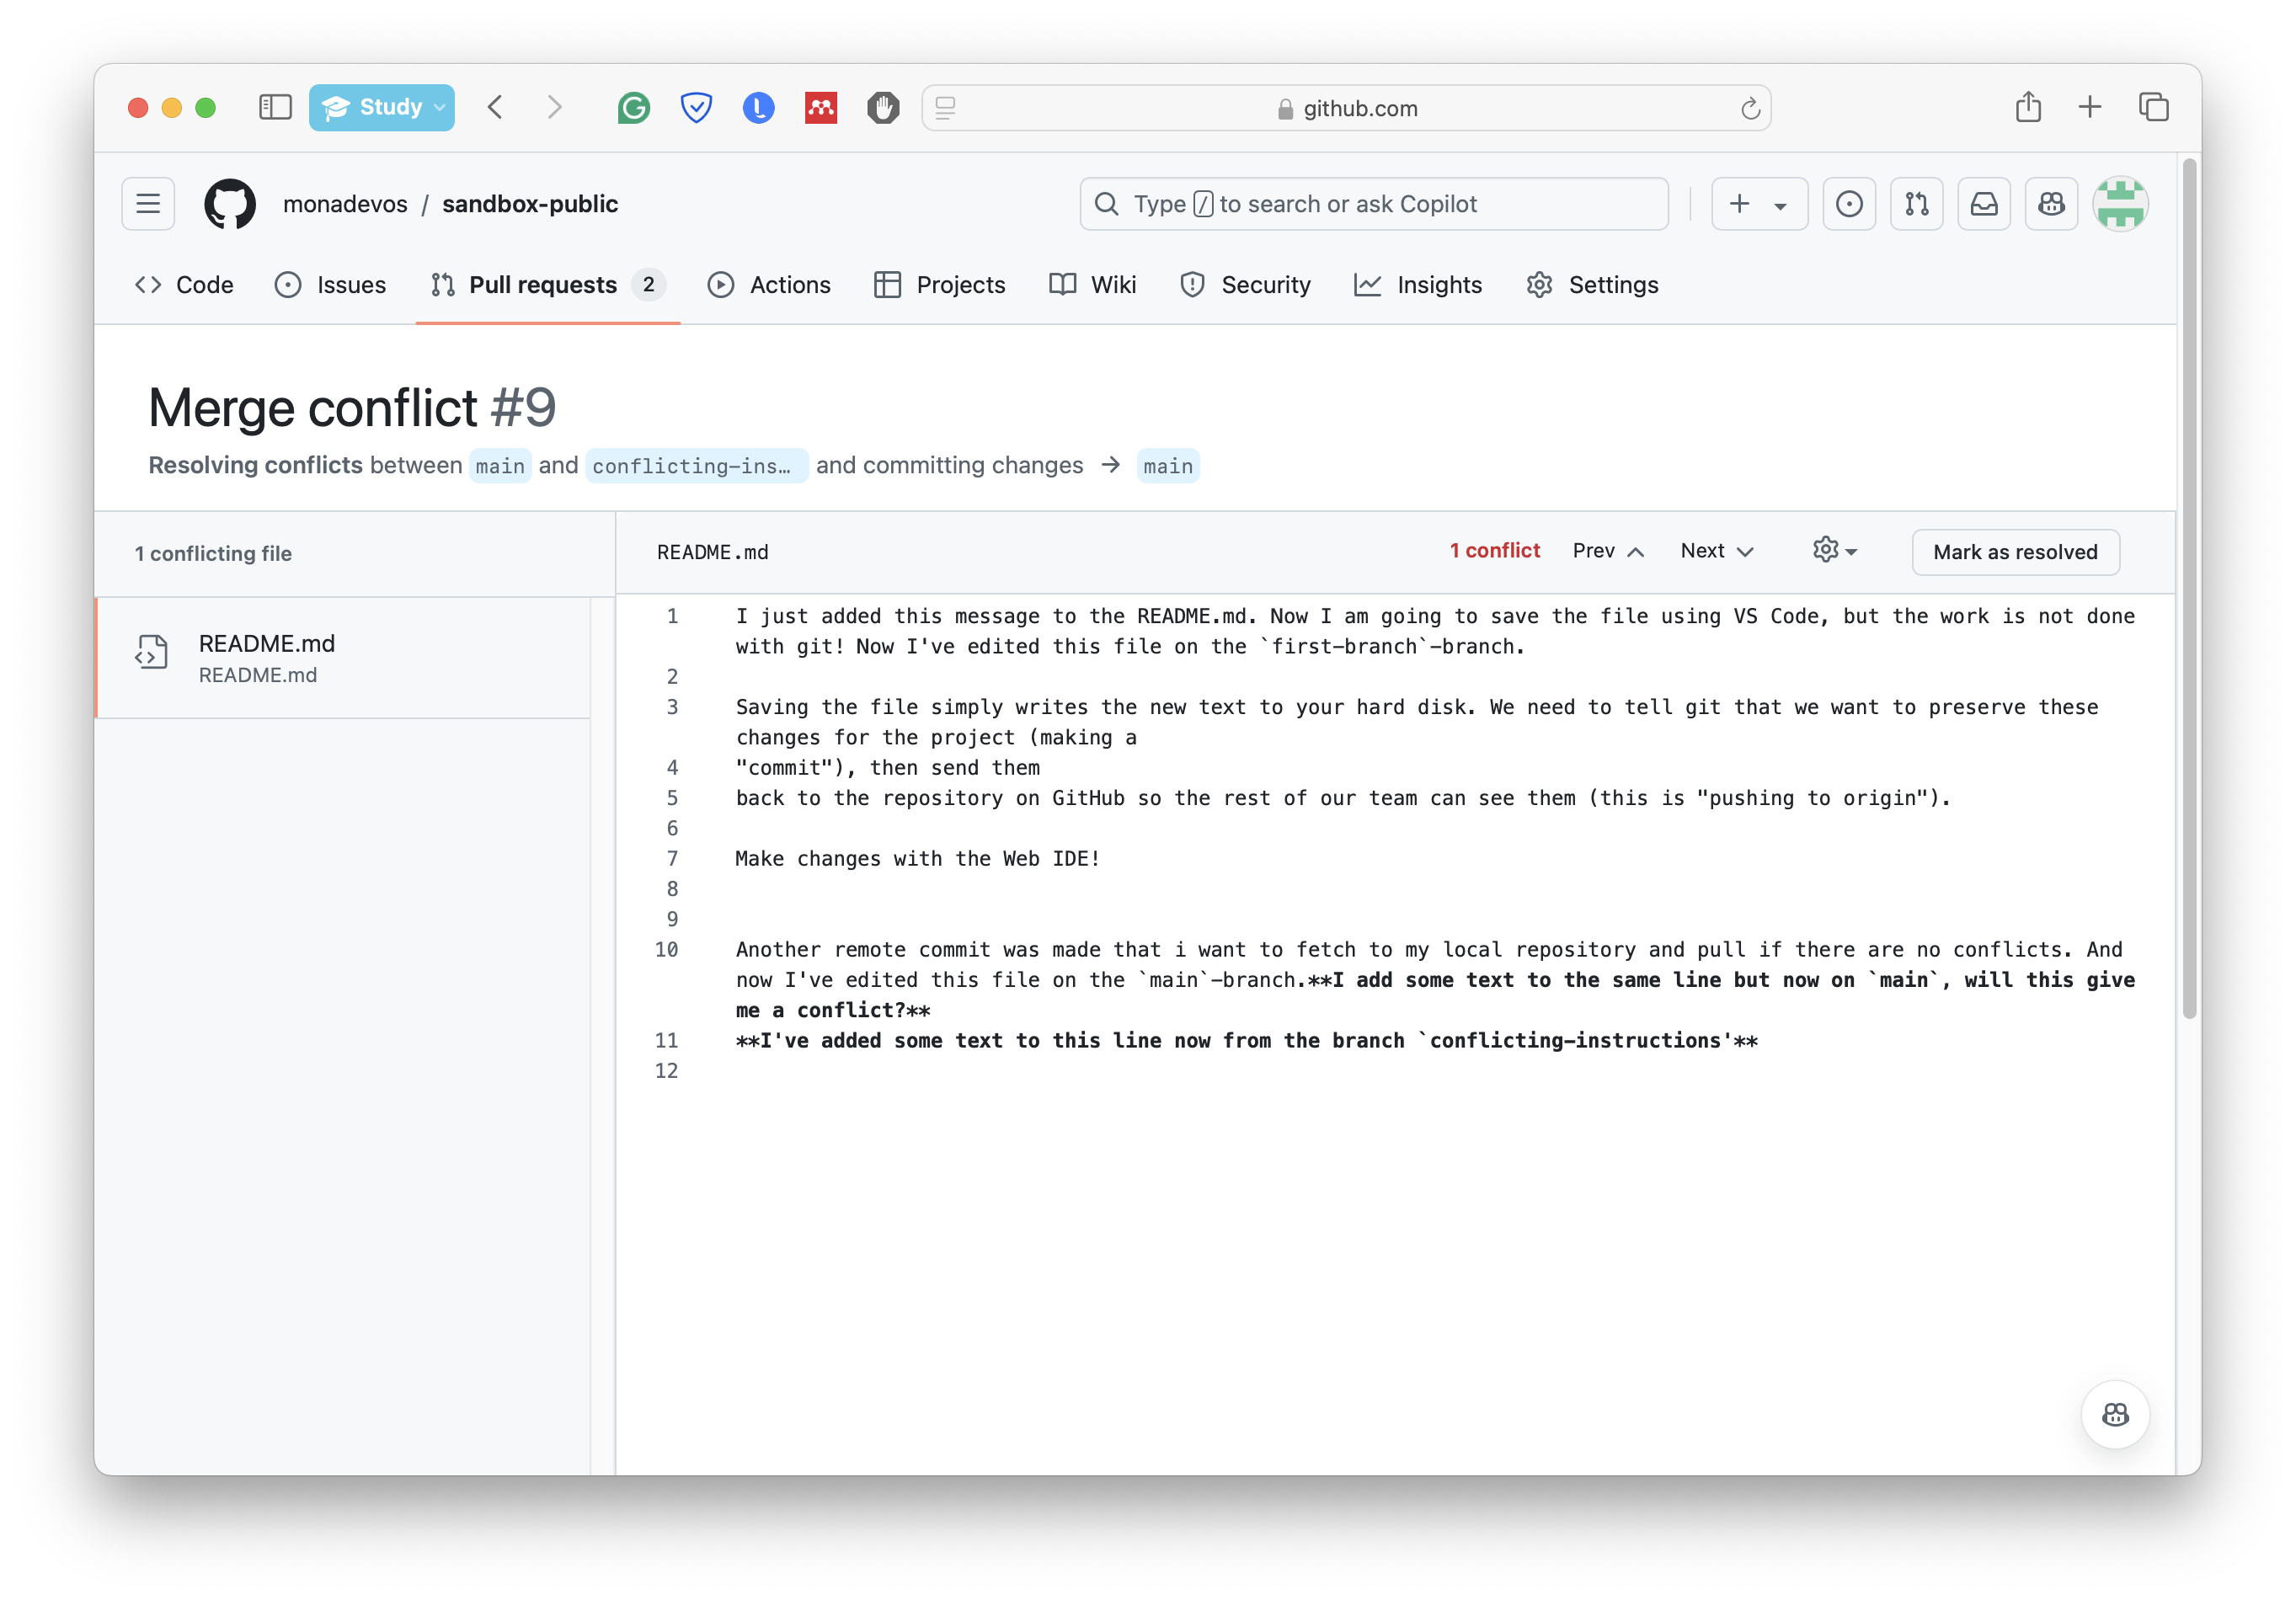 Study
github.com
monadevos / sandbox-public
Type / to search or ask Copilot
Code
Issues
Pull requests 2
Actions
Projects
Wiki
Security
Insights
Settings
Merge conflict #9
Resolving conflicts between main and conflicting-ins… and committing changes → main
1 conflicting file
README.md
README.md
README.md
1 conflict
Prev
Next
Mark as resolved
1 I just added this message to the README.md. Now I am going to save the file using VS Code, but the work is not done
with git! Now I've edited this file on the `first-branch`-branch.
2
3 Saving the file simply writes the new text to your hard disk. We need to tell git that we want to preserve these
changes for the project (making a
4 "commit"), then send them
5 back to the repository on GitHub so the rest of our team can see them (this is "pushing to origin").
6
7 Make changes with the Web IDE!
8
9
10 Another remote commit was made that i want to fetch to my local repository and pull if there are no conflicts. And
now I've edited this file on the `main`-branch.**I add some text to the same line but now on `main`, will this give
me a conflict?**
11 **I've added some text to this line now from the branch `conflicting-instructions'**
12